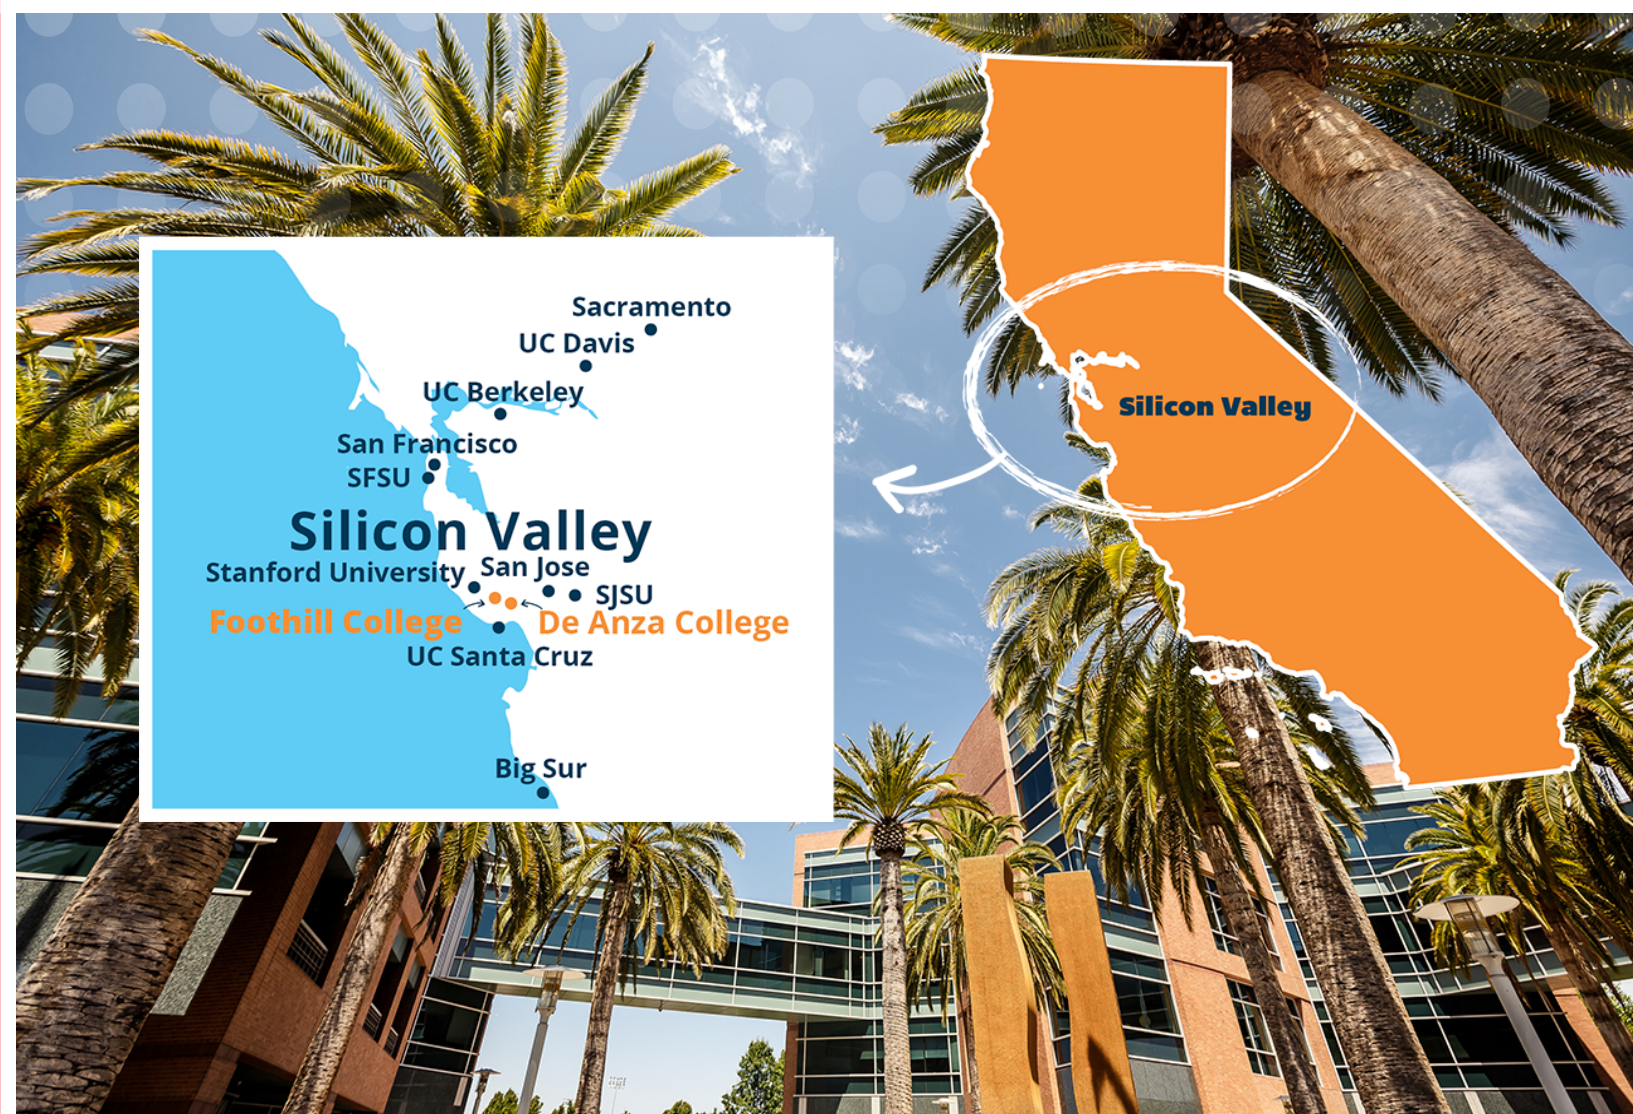 Sacramento
UC Davis
UC Berkeley
San Francisco
SFSU
Silicon Valley
Stanford University
San Jose
SJSU
Foothill College
De Anza College
UC Santa Cruz
Big Sur
Silicon Valley